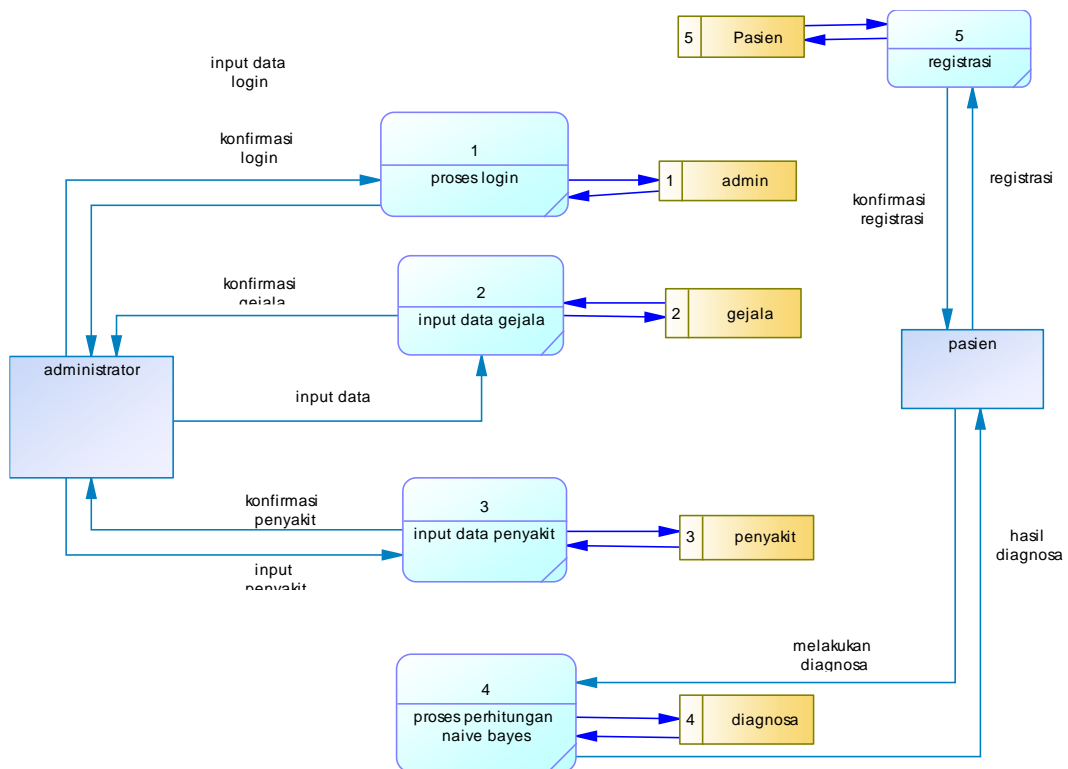 5 Pasien
5
registrasi
input data
login
konfirmasi
login
1
proses login
1 admin
registrasi
konfirmasi
registrasi
konfirmasi
gejala
2
input data gejala
2 gejala
administrator
pasien
input data
konfirmasi
penyakit
3
input data penyakit
3 penyakit
hasil
diagnosa
input
penyakit
melakukan
diagnosa
4
proses perhitungan
naive bayes
4 diagnosa